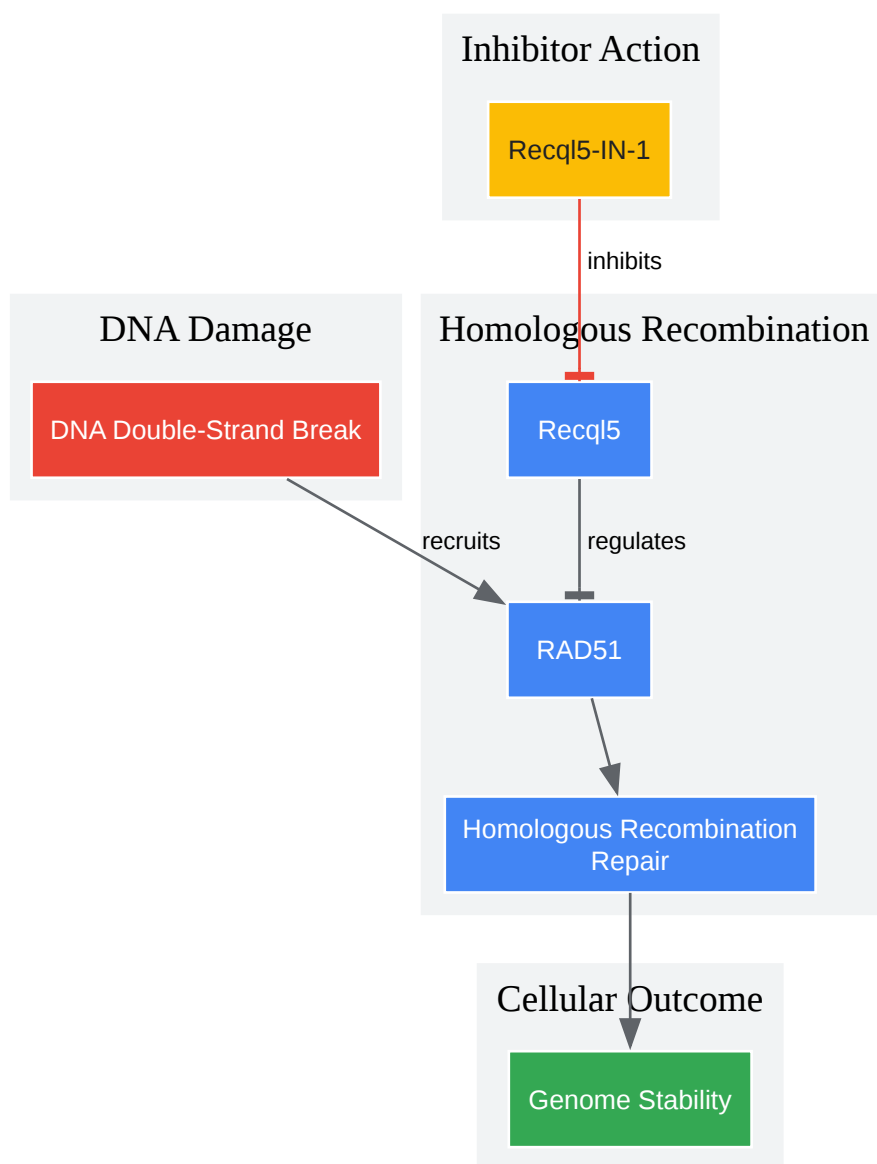 Inhibitor Action
Recql5-IN-1
inhibits
DNA Damage
Homologous Recombination
DNA Double-Strand Break
Recql5
recruits
regulates
RAD51
Homologous Recombination
Repair
Cellular Outcome
Genome Stability